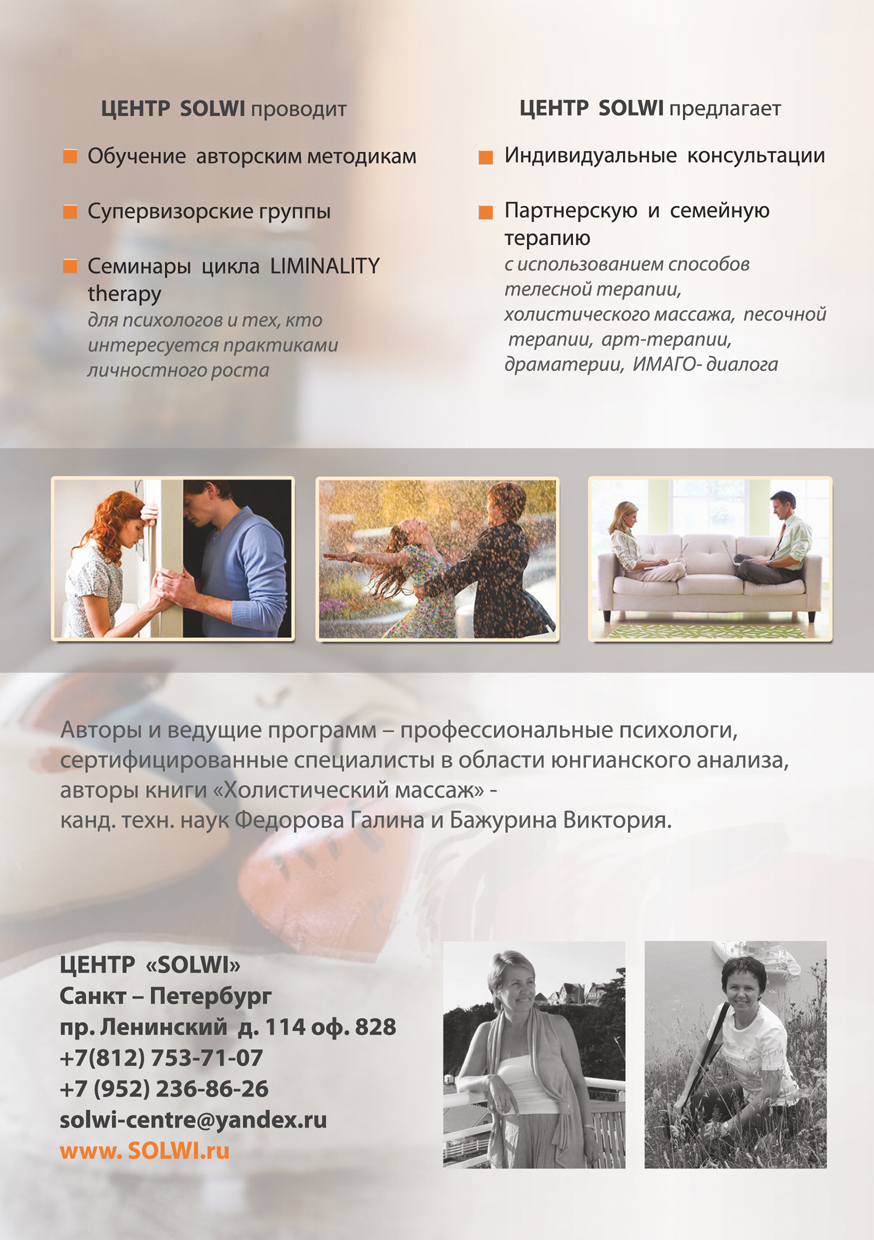 ЦЕНТР SOLWI проводит
Обучение авторским методикам
Супервизорские группы
Семинары цикла LIMINALITY
therapy
для психологов и тех, кто
интересуется практиками
личностного роста
ЦЕНТР SOLWI предлагает
Индивидуальные консультации
Партнерскую и семейную
терапию
с использованием способов
телесной терапии,
холистического массажа, песочной
терапии, арт-терапии,
драматерии, ИМАГО- диалога
Авторы и ведущие программ – профессиональные психологи,
сертифицированные специалисты в области юнгианского анализа,
авторы книги «Холистический массаж» -
канд. техн. наук Федорова Галина и Бажурина Виктория.
ЦЕНТР «SOLWI»
Санкт – Петербург
пр. Ленинский д. 114 оф. 828
+7(812) 753-71-07
+7 (952) 236-86-26
solwi-centre@yandex.ru
www. SOLWI.ru